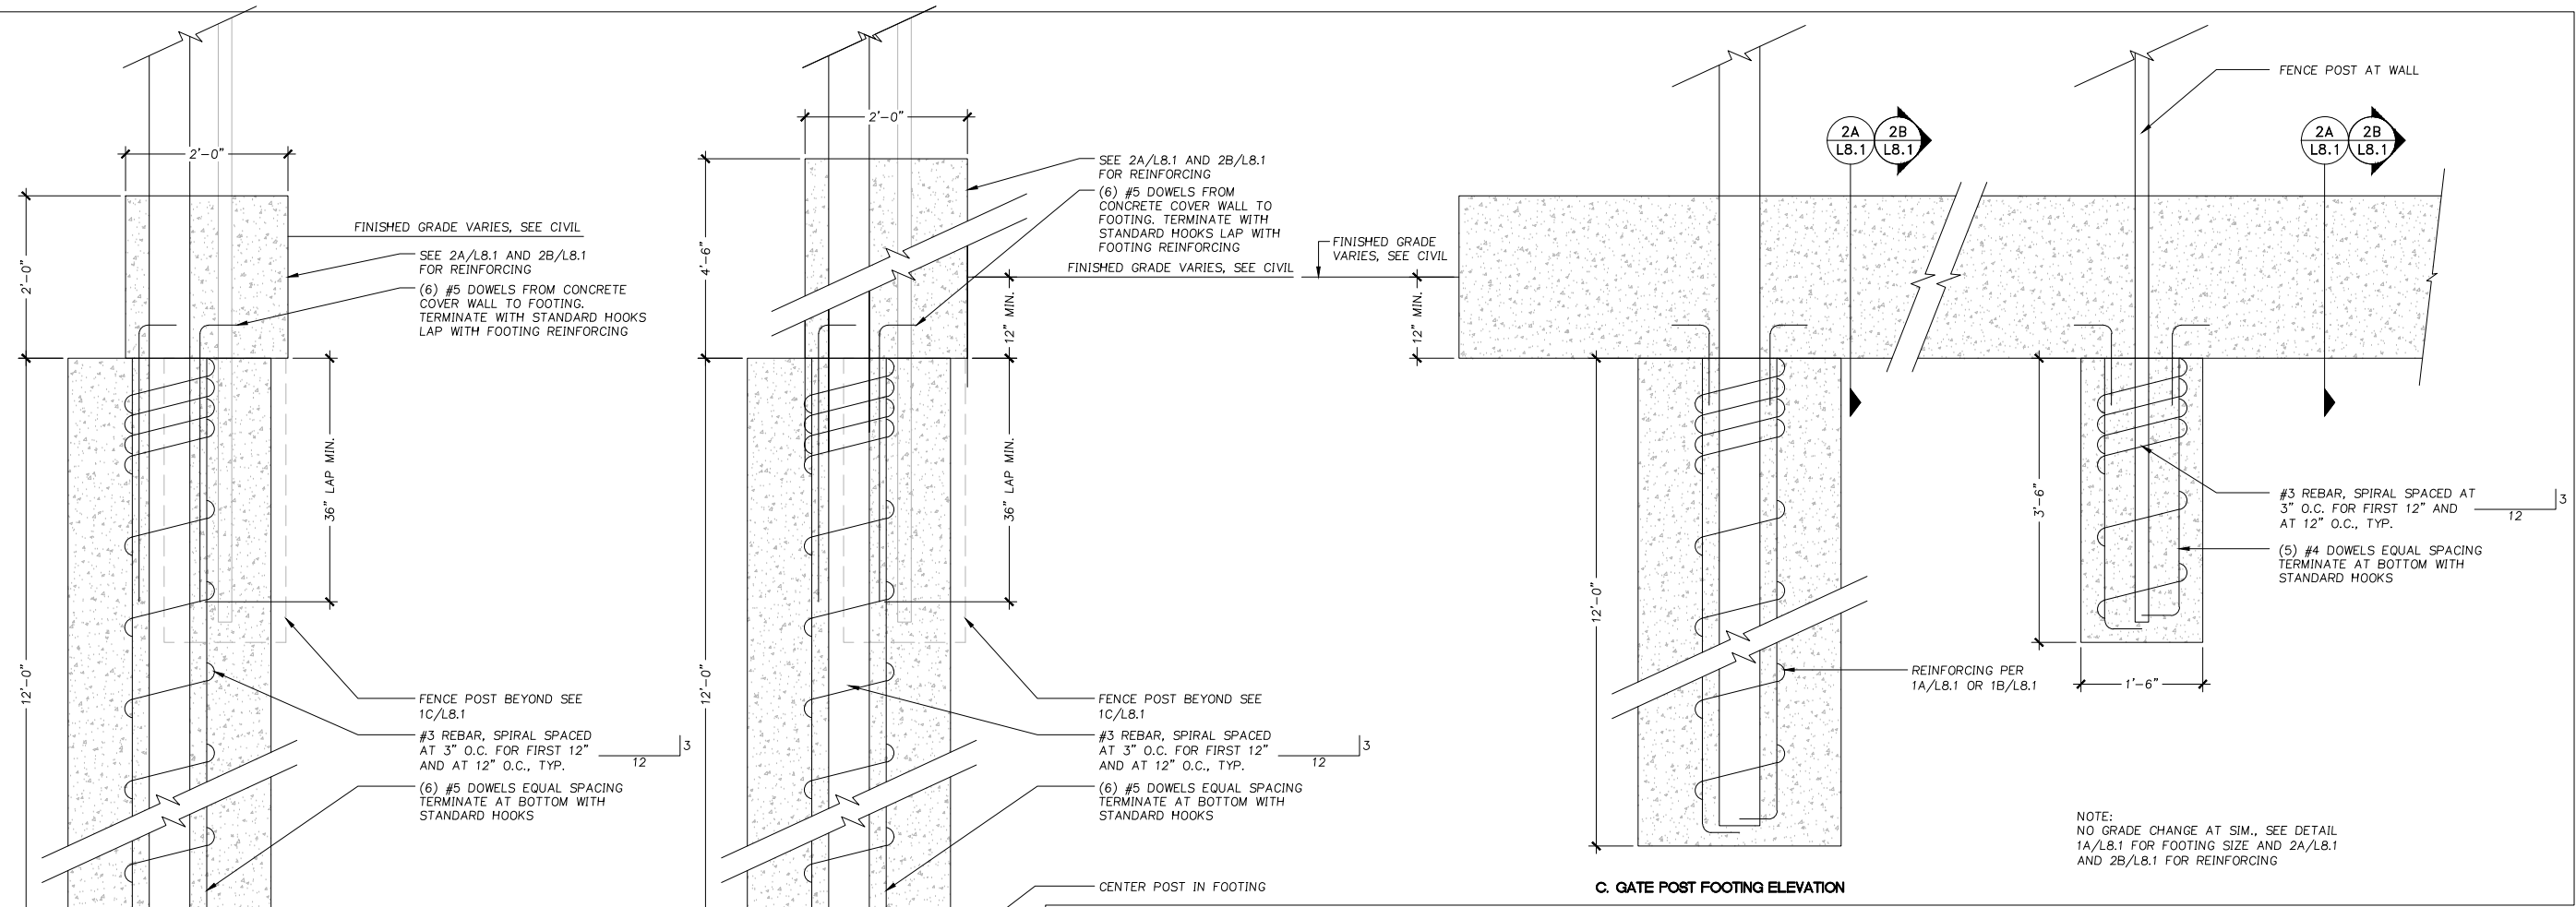 2'-0"
2'-0"
12'-0"
FINISHED GRADE VARIES, SEE CIVIL
SEE 2A/L8.1 AND 2B/L8.1
FOR REINFORCING
(6) #5 DOWELS FROM CONCRETE
COVER WALL TO FOOTING.
TERMINATE WITH STANDARD HOOKS
LAP WITH FOOTING REINFORCING
36" LAP MIN.
FENCE POST BEYOND SEE
1C/L8.1
#3 REBAR, SPIRAL SPACED
AT 3" O.C. FOR FIRST 12"
AND AT 12" O.C., TYP.
12
3
(6) #5 DOWELS EQUAL SPACING
TERMINATE AT BOTTOM WITH
STANDARD HOOKS
2'-0"
4'-6"
12'-0"
SEE 2A/L8.1 AND 2B/L8.1
FOR REINFORCING
(6) #5 DOWELS FROM
CONCRETE COVER WALL TO
FOOTING. TERMINATE WITH
STANDARD HOOKS LAP WITH
FOOTING REINFORCING
FINISHED GRADE VARIES, SEE CIVIL
12" MIN.
36" LAP MIN.
FENCE POST BEYOND SEE
1C/L8.1
#3 REBAR, SPIRAL SPACED
AT 3" O.C. FOR FIRST 12"
AND AT 12" O.C., TYP.
12
3
(6) #5 DOWELS EQUAL SPACING
TERMINATE AT BOTTOM WITH
STANDARD HOOKS
CENTER POST IN FOOTING
FINISHED GRADE
VARIES, SEE CIVIL
12" MIN.
2A
L8.1
2B
L8.1
2A
L8.1
2B
L8.1
FENCE POST AT WALL
12'-0"
3'-6"
1'-6"
#3 REBAR, SPIRAL SPACED AT
3" O.C. FOR FIRST 12" AND
AT 12" O.C., TYP.
12
3
(5) #4 DOWELS EQUAL SPACING
TERMINATE AT BOTTOM WITH
STANDARD HOOKS
REINFORCING PER
1A/L8.1 OR 1B/L8.1
NOTE:
NO GRADE CHANGE AT SIM., SEE DETAIL
1A/L8.1 FOR FOOTING SIZE AND 2A/L8.1
AND 2B/L8.1 FOR REINFORCING
C. GATE POST FOOTING ELEVATION